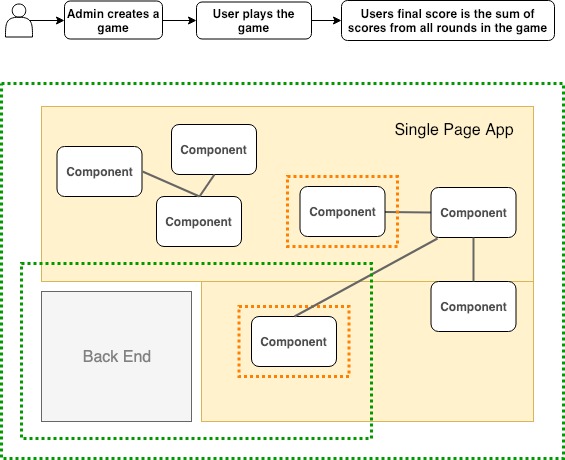 Admin creates a
game
User plays the
game
Users final score is the sum of
scores from all rounds in the game
Single Page App
Component
Component
Component
Component
Component
Component
Component
Back End